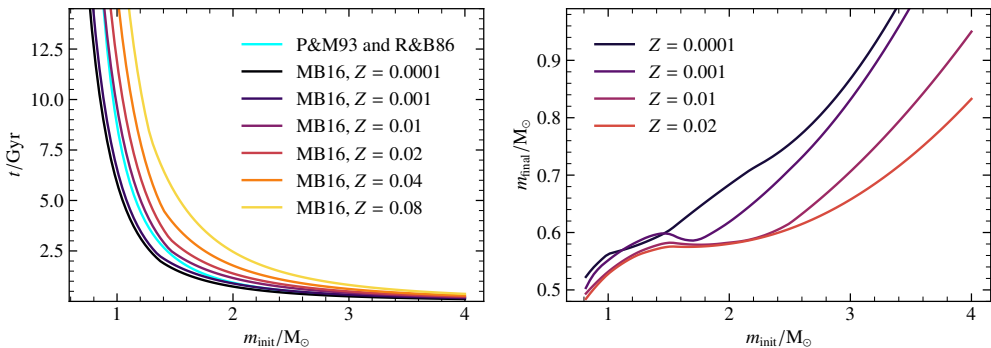 12.5
10.0
7.5
5.0
2.5
t/Gyr
P&M93 and R&B86
MB16, Z = 0.0001
MB16, Z = 0.001
MB16, Z = 0.01
MB16, Z = 0.02
MB16, Z = 0.04
MB16, Z = 0.08
1 2 3 4
m_init/M_⊙
0.9
0.8
0.7
0.6
0.5
m_final/M_⊙
Z = 0.0001
Z = 0.001
Z = 0.01
Z = 0.02
1 2 3 4
m_init/M_⊙